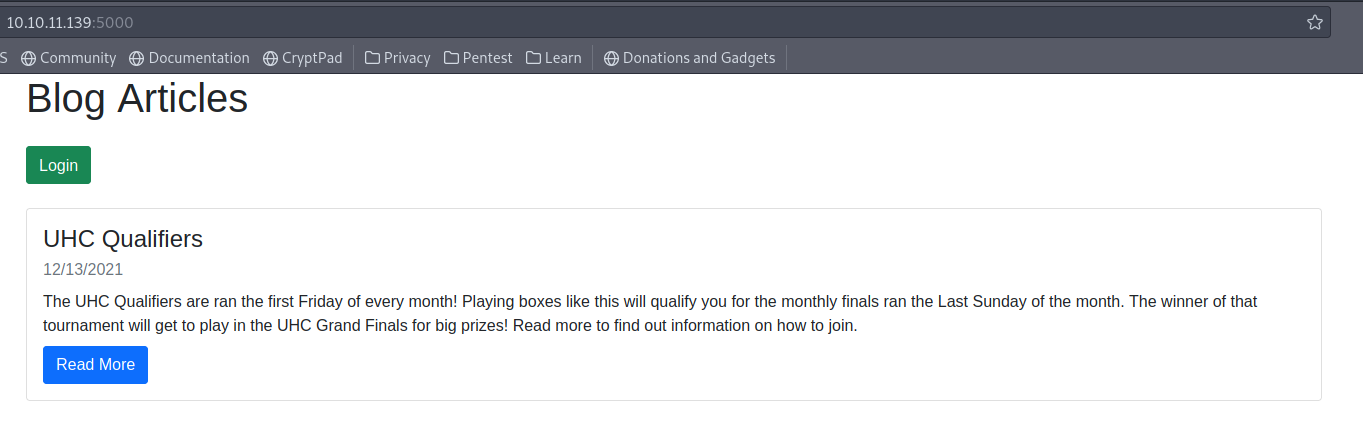 10.10.11.139:5000
S Community Documentation CryptPad Privacy Pentest Learn Donations and Gadgets
Blog Articles
Login
UHC Qualifiers
12/13/2021
The UHC Qualifiers are ran the first Friday of every month! Playing boxes like this will qualify you for the monthly finals ran the Last Sunday of the month. The winner of that
tournament will get to play in the UHC Grand Finals for big prizes! Read more to find out information on how to join.
Read More